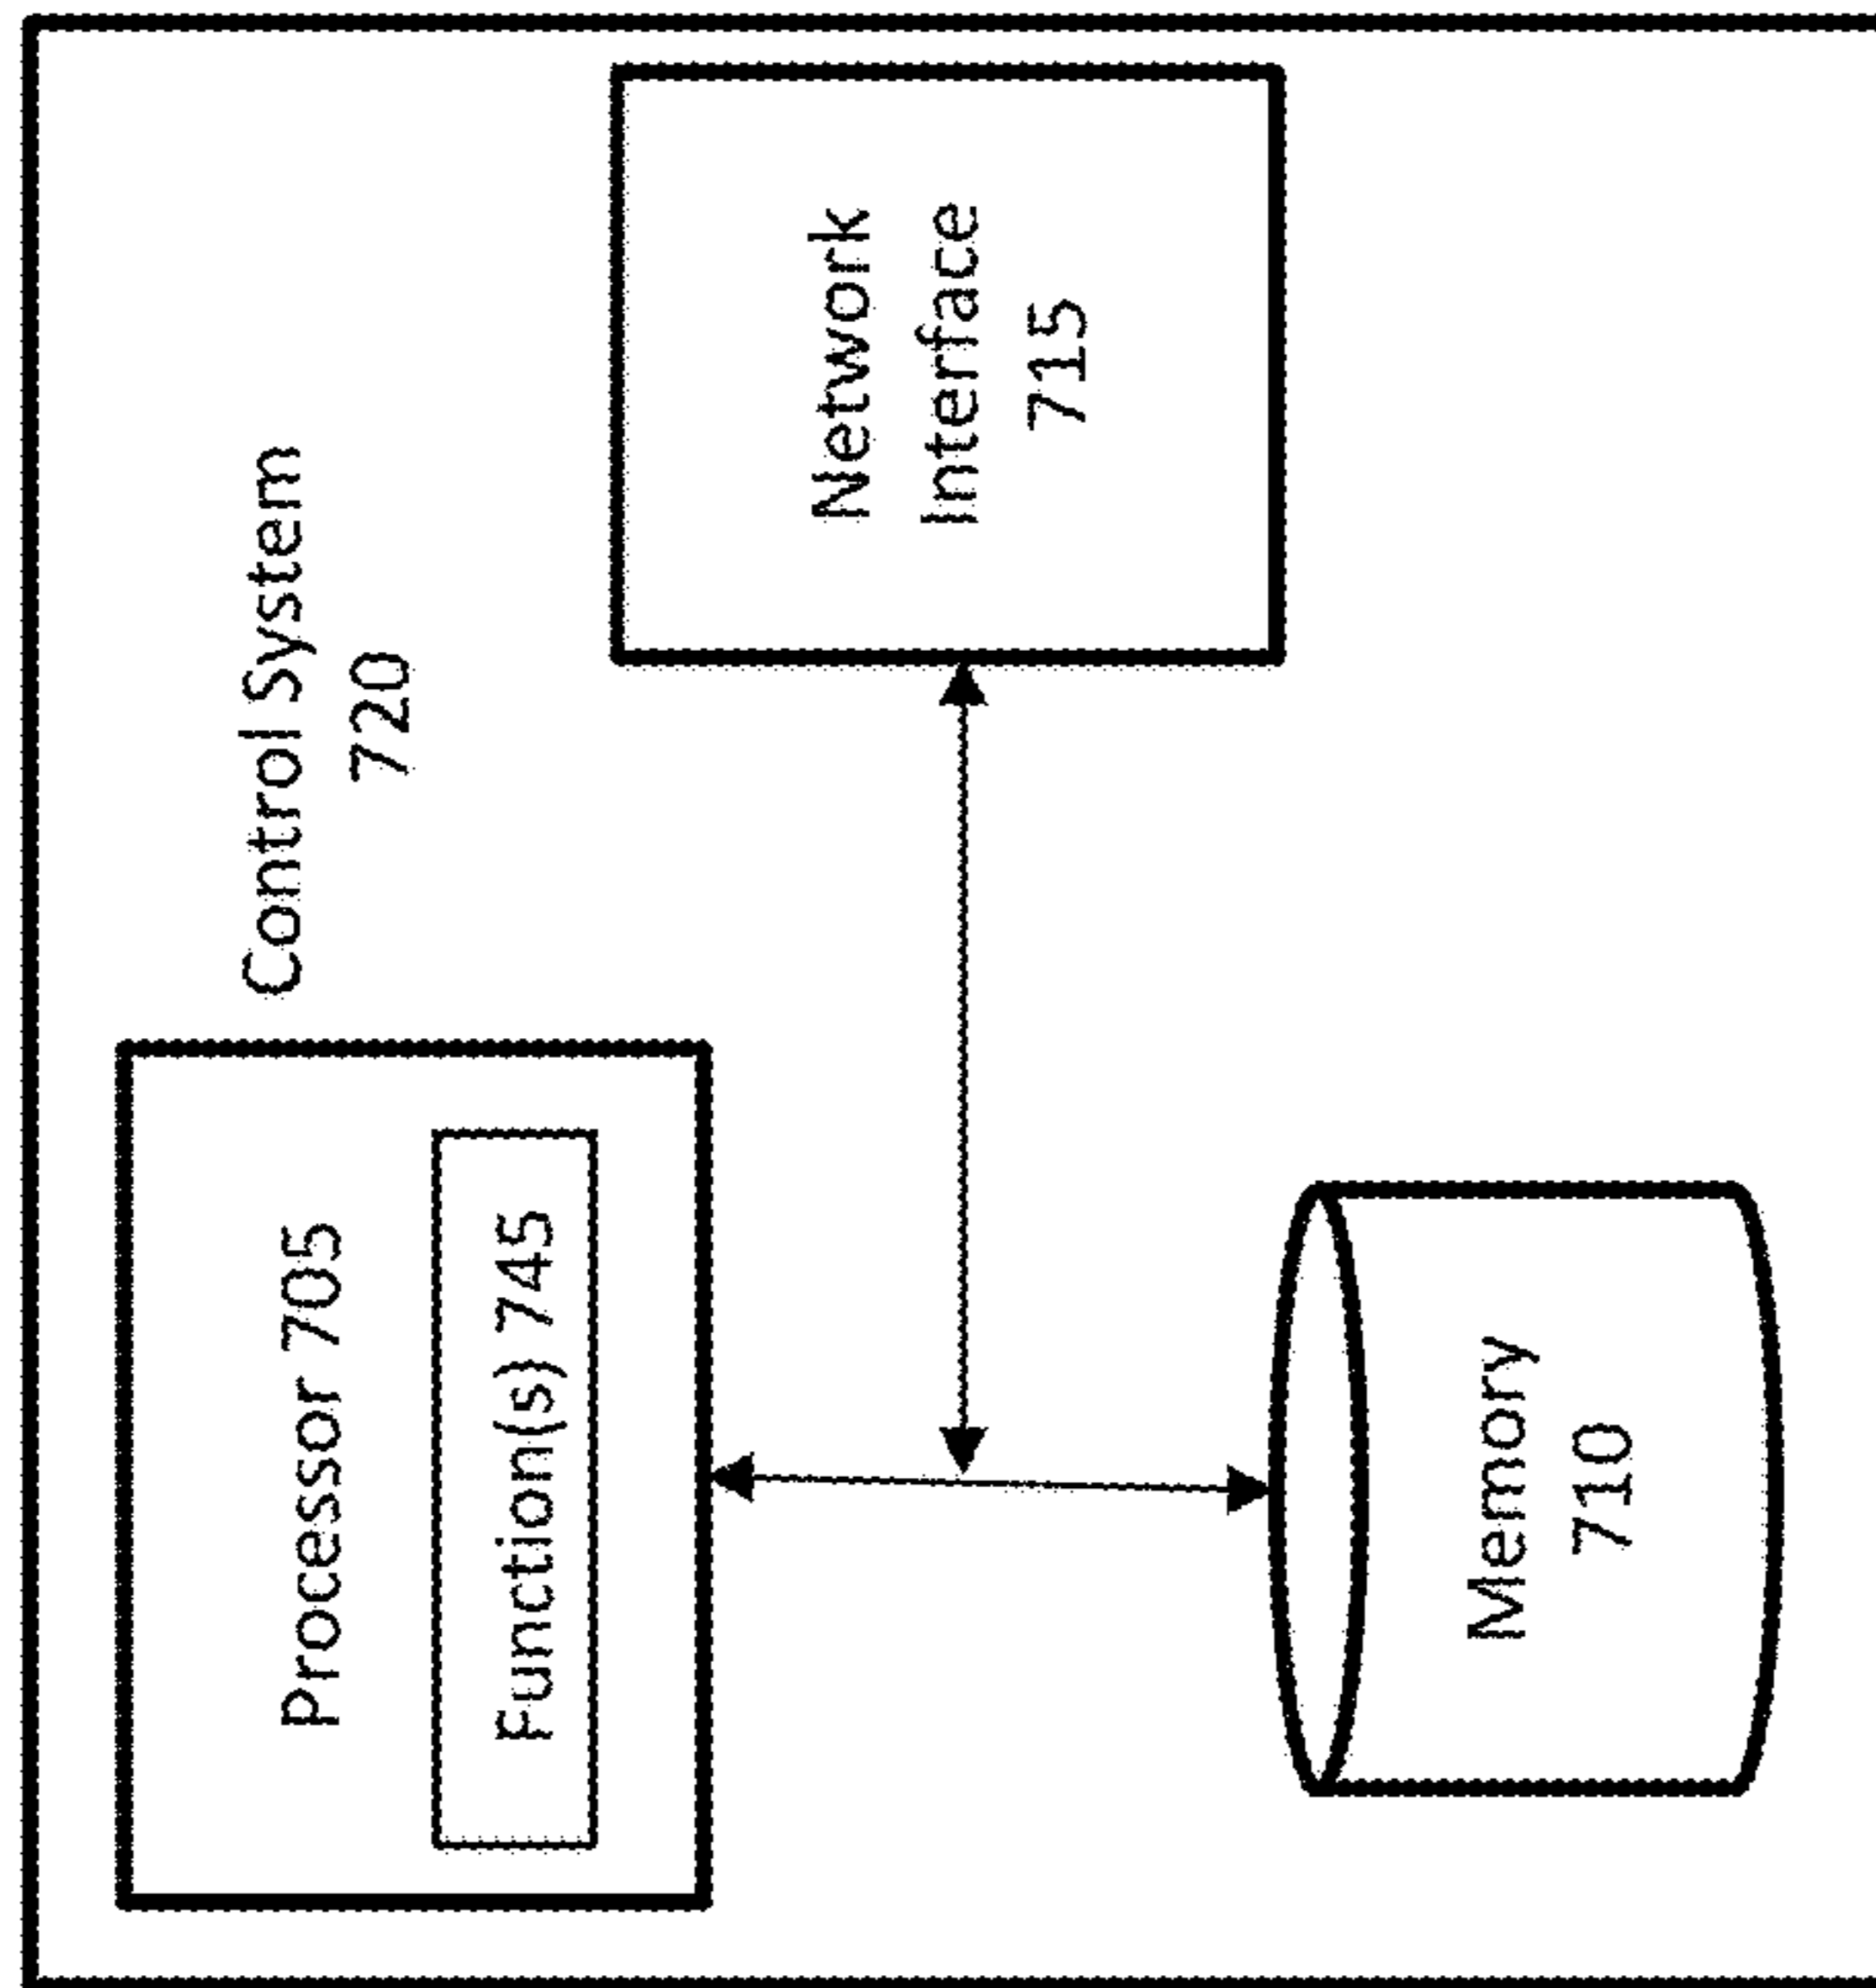 Processor 705
Function(s) 745
Control System
720
Network
Interface
715
Memory
710